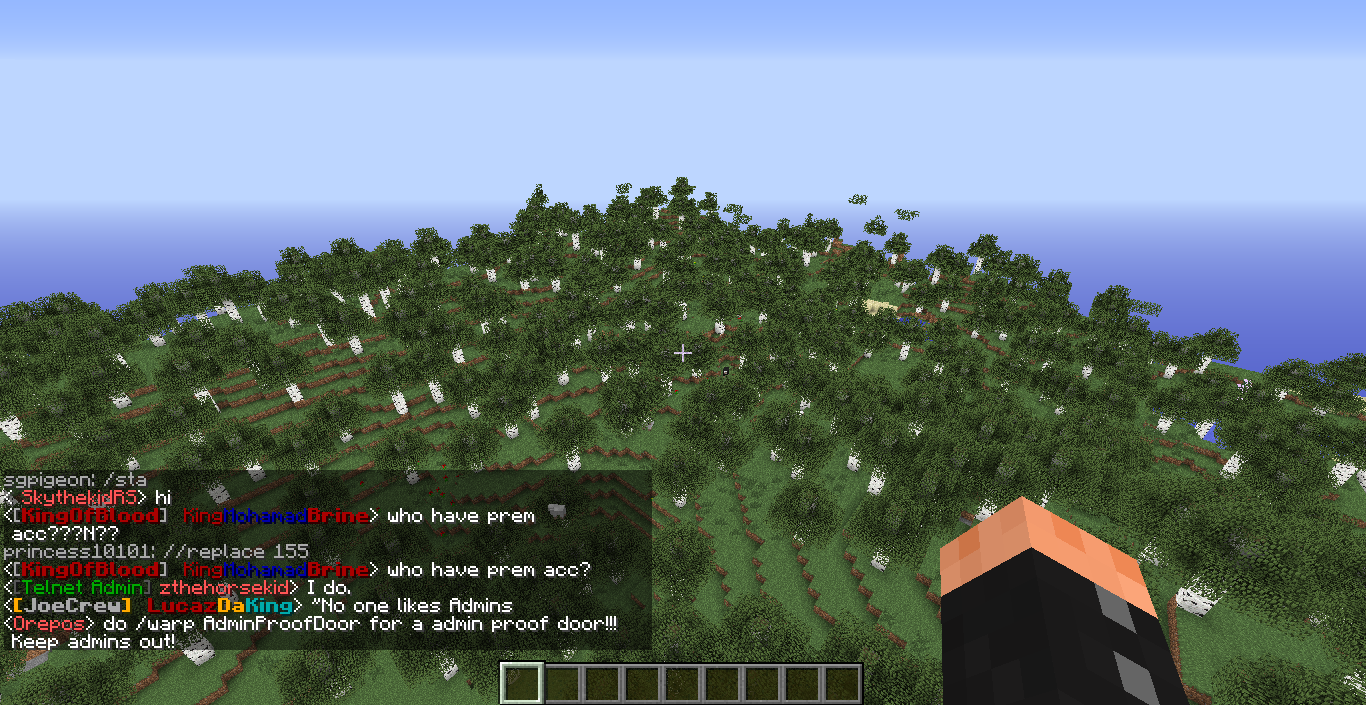 sgpigeon: /sta
< SkythekidRS> hi
<[KingOfBlood] KingMohamadBrine> who have prem
acc???N??
princess10101: //replace 155
<[KingOfBlood] KingMohamadBrine> who have prem acc?
<[Telnet Admin] zthehorsekid> I do.
<[JoeCrew] LucazDaKing> "No one likes Admins
<Orepos> do /warp AdminProofDoor for a admin proof door!!!
Keep admins out!